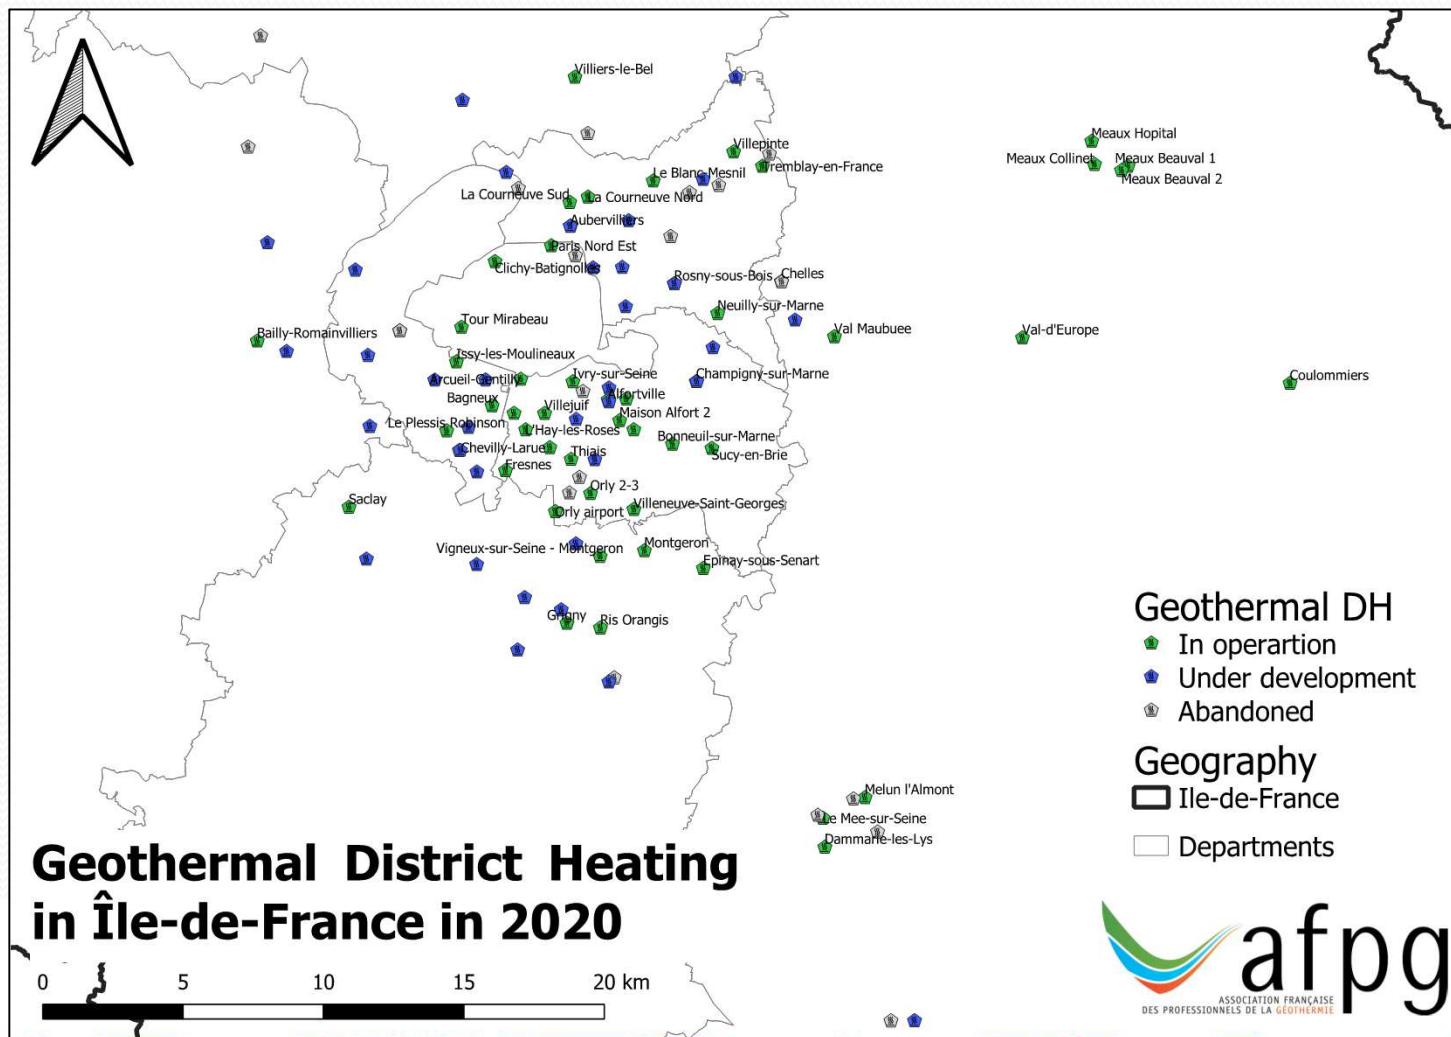 Villiers-le-Bel
Meaux Hopital
Villepinte
Meaux Collinet
Meaux Beauval 1
Tremblay-en-France
Meaux Beauval 2
Le Blanc-Mesnil
La Courneuve Sud
La Courneuve Nord
Aubervilliers
Paris Nord Est
Clichy-Batignolles
Rosny-sous-Bois
Chelles
Neuilly-sur-Marne
Tour Mirabeau
Bailly-Romainvilliers
Val Maubuee
Val-d'Europe
Issy-les-Moulineaux
Arcueil-Gentilly
Ivry-sur-Seine
Champigny-sur-Marne
Coulommiers
Bagneux
Alfortville
Villejuif
Maison Alfort 2
Le Plessis Robinson
L'Hay-les-Roses
Bonneuil-sur-Marne
Chevilly-Larue
Thiais
Sucy-en-Brie
Fresnes
Orly 2-3
Saclay
Orly airport
Villeneuve-Saint-Georges
Vigneux-sur-Seine - Montgeron
Montgeron
Epinay-sous-Senart
Grigny
Ris Orangis
Geothermal DH
In operartion
Under development
Abandoned
Geography
Ile-de-France
Departments
Melun l'Almont
Le Mee-sur-Seine
Dammarie-les-Lys
Geothermal District Heating
in Île-de-France in 2020
0 5 10 15 20 km
afpg
ASSOCIATION FRANÇAISE
DES PROFESSIONNELS DE LA GÉOTHERMIE